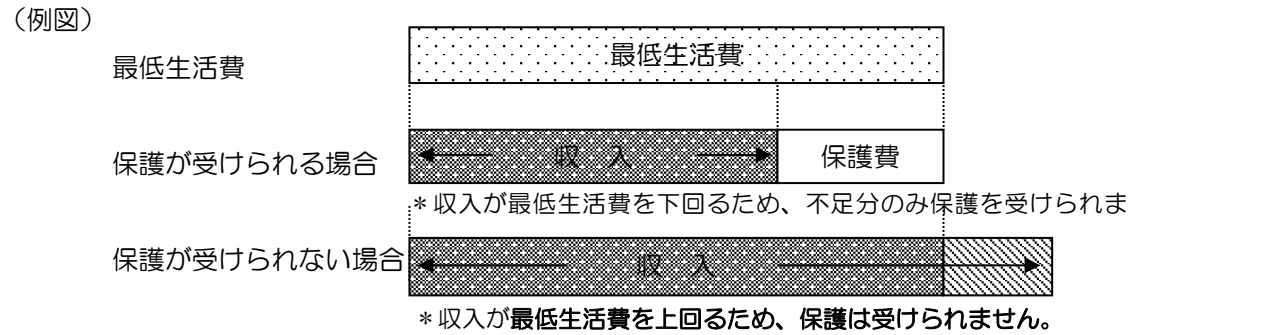 （例図）
最低生活費
最低生活費
保護が受けられる場合
収　入
保護費
＊収入が最低生活費を下回るため、不足分のみ保護を受けられま
保護が受けられない場合
収　入
＊収入が最低生活費を上回るため、保護は受けられません。